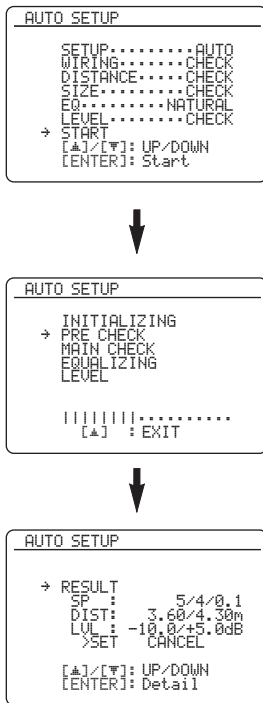 AUTO SETUP
SETUP·········AUTO
WIRING·······CHECK
DISTANCE·····CHECK
SIZE·········CHECK
EQ·········NATURAL
LEVEL········CHECK
→ START
[▲]/[▼]: UP/DOWN
[ENTER]: Start
AUTO SETUP
INITIALIZING
→ PRE CHECK
MAIN CHECK
EQUALIZING
LEVEL
||||||||··········
[▲] : EXIT
AUTO SETUP
→ RESULT
SP : 5/4/0.1
DIST: 3.60/4.30m
LVL : -10.0/+5.0dB
>SET CANCEL
[▲]/[▼]: UP/DOWN
[ENTER]: Detail